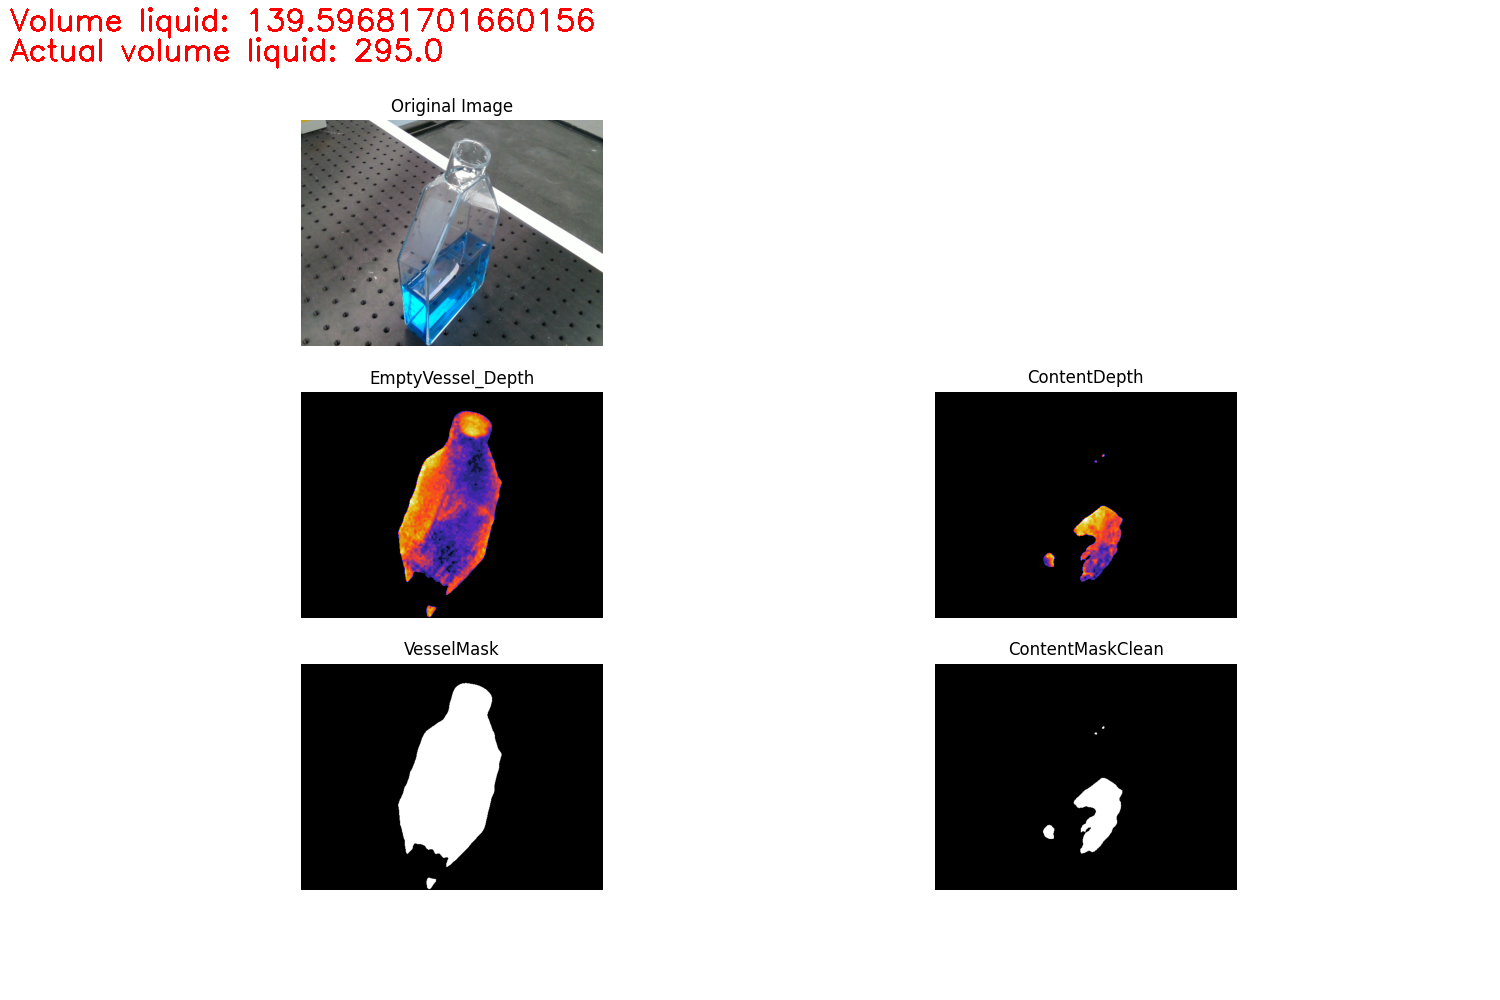 Volume liquid: 139.59681701660156
Actual volume liquid: 295.0
Original Image
EmptyVessel_Depth
ContentDepth
VesselMask
ContentMaskClean